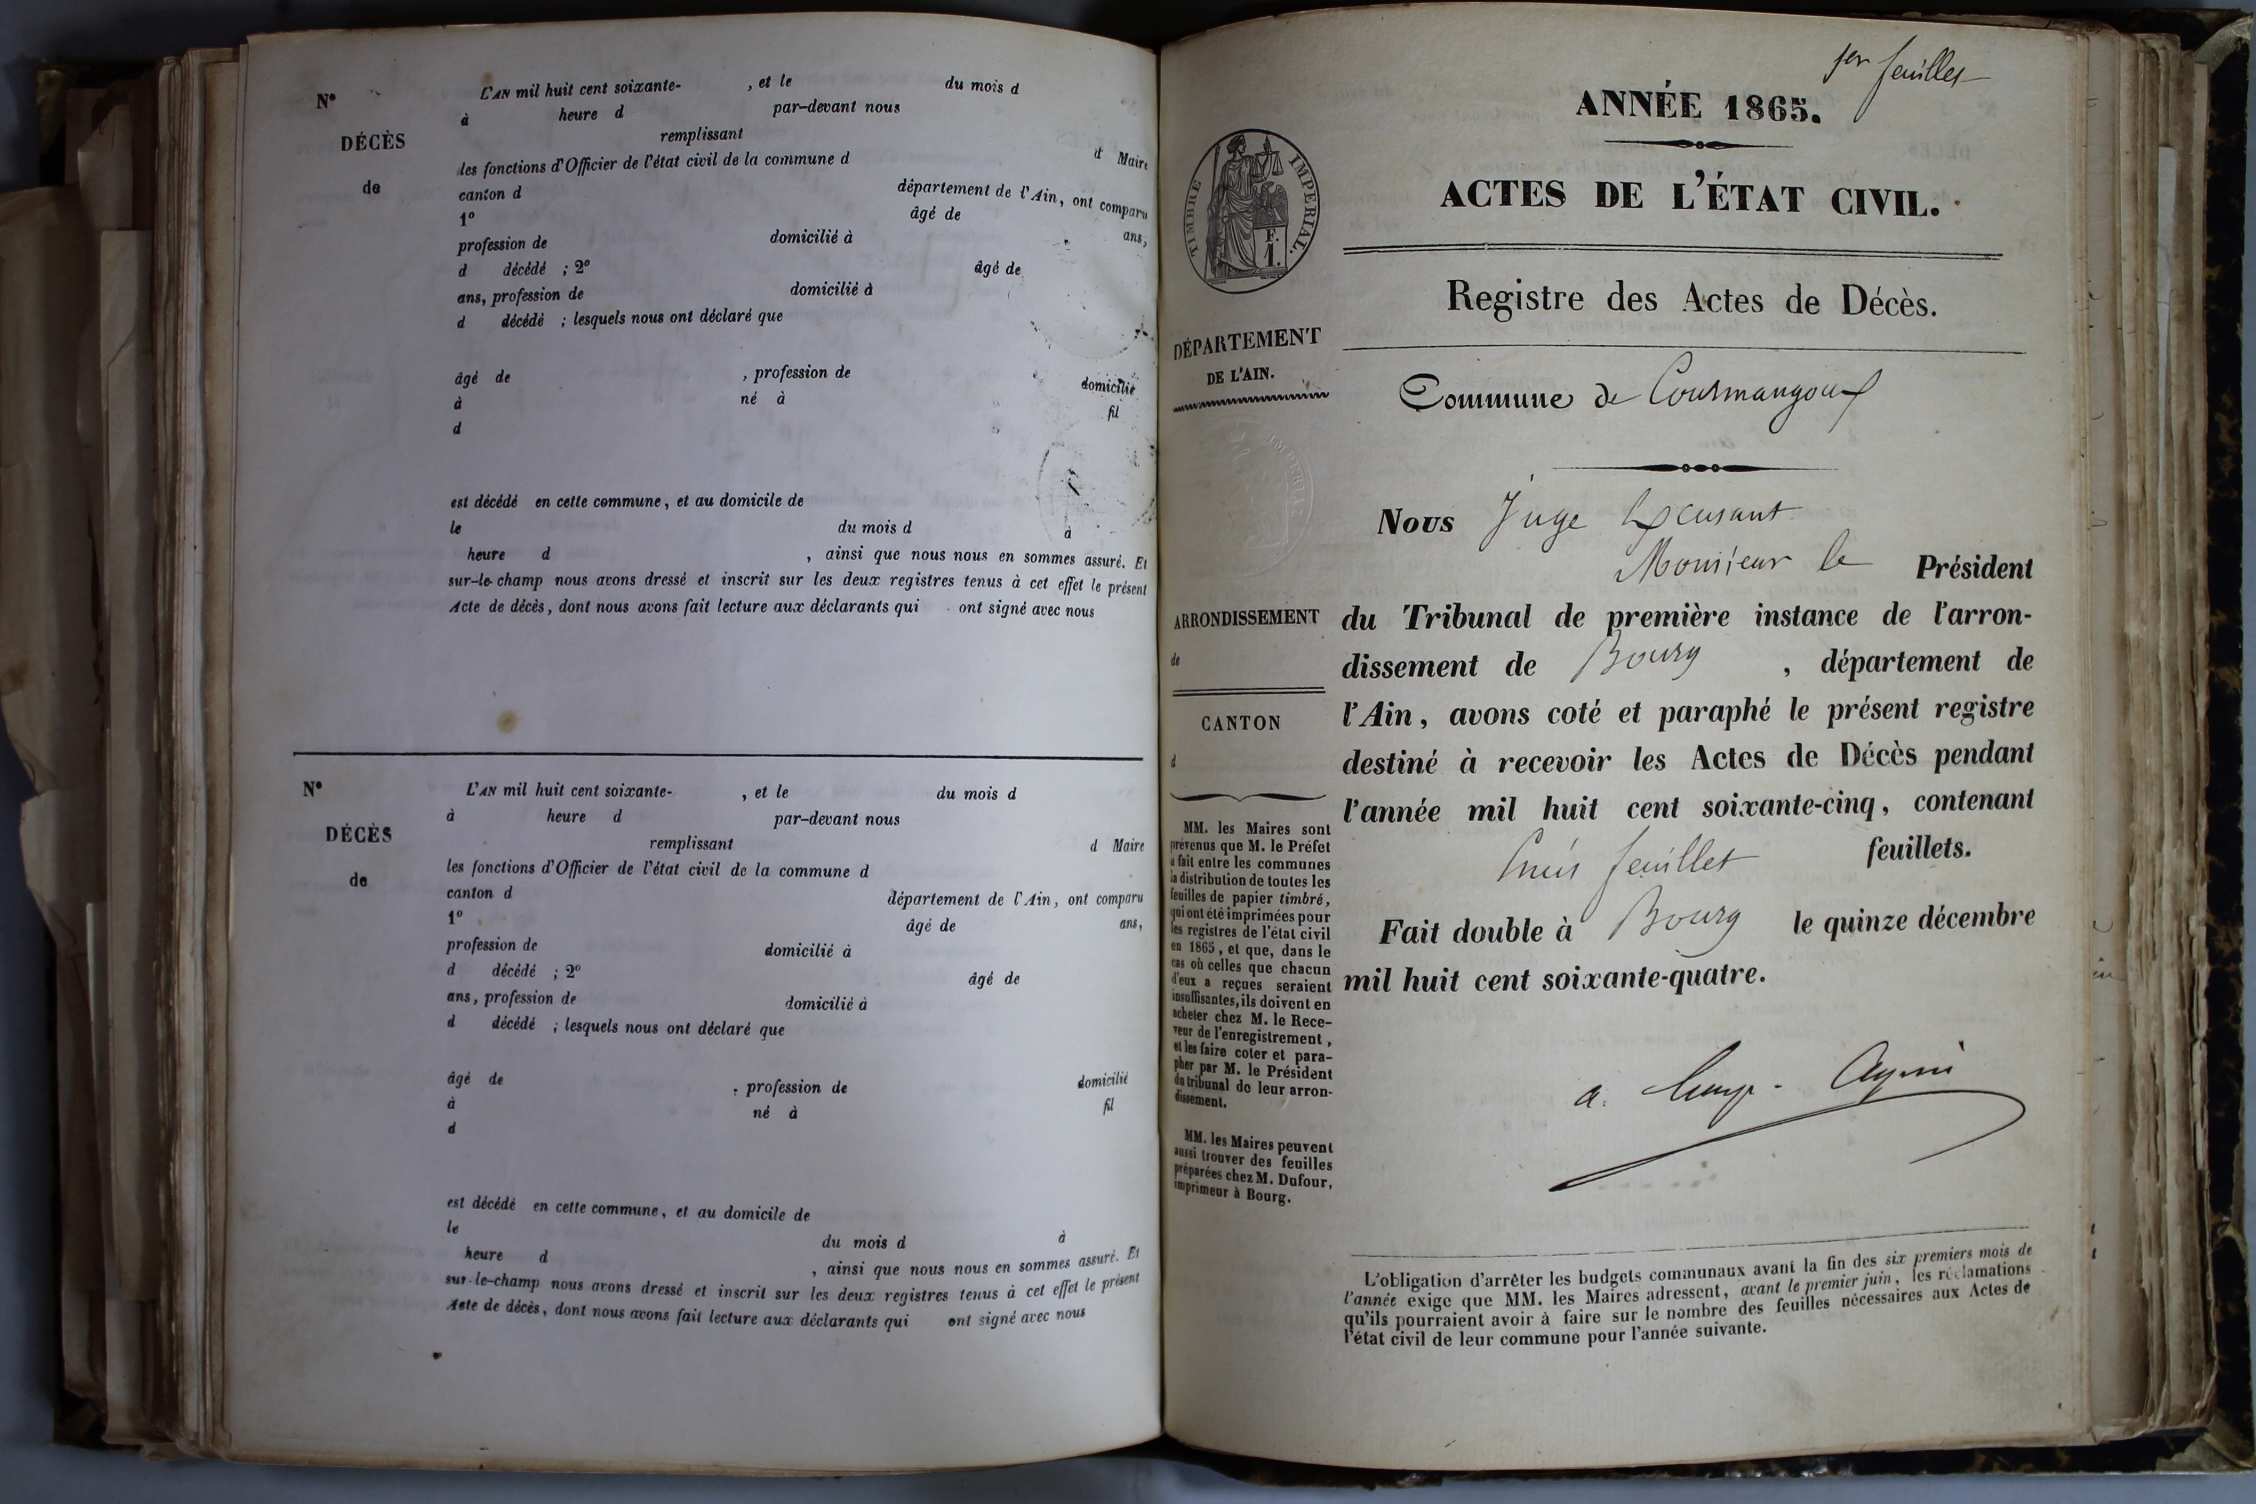 N°
DÉCÈS
de
L'AN mil huit cent soixante- , et le du mois d
à heure d par-devant nous
remplissant
d Maire
les fonctions d'Officier de l'état civil de la commune d
canton d département de l'Ain, ont comparu
1° âgé de ans,
profession de domicilié à
d décédé ; 2° âgé de
ans, profession de domicilié à
d décédé ; lesquels nous ont déclaré que
âgé de , profession de domicilié
à né à fil
d
est décédé en cette commune, et au domicile de
le du mois d à
heure d , ainsi que nous nous en sommes assuré. Et
sur-le-champ nous avons dressé et inscrit sur les deux registres tenus à cet effet le présent
Acte de décès, dont nous avons fait lecture aux déclarants qui ont signé avec nous
N°
DÉCÈS
de
L'AN mil huit cent soixante- , et le du mois d
à heure d par-devant nous
remplissant d Maire
les fonctions d'Officier de l'état civil de la commune d
canton d département de l'Ain, ont comparu
1° âgé de ans,
profession de domicilié à
d décédé ; 2° âgé de
ans, profession de domicilié à
d décédé ; lesquels nous ont déclaré que
âgé de , profession de domicilié
à né à fil
d
est décédé en cette commune, et au domicile de
le du mois d à
heure d , ainsi que nous nous en sommes assuré. Et
sur-le-champ nous avons dressé et inscrit sur les deux registres tenus à cet effet le présent
Acte de décès, dont nous avons fait lecture aux déclarants qui ont signé avec nous
1er feuillet
ANNÉE 1865.
ACTES DE L'ÉTAT CIVIL.
TIMBRE IMPERIAL.
F.
1.
Registre des Actes de Décès.
DÉPARTEMENT
DE L'AIN.
Commune de Courmangoux
Nous Juge
Monsieur le Président
du Tribunal de première instance de l'arron-
dissement de Bourg , département de
l'Ain, avons coté et paraphé le présent registre
destiné à recevoir les Actes de Décès pendant
l'année mil huit cent soixante-cinq, contenant
trois feuillet feuillets.
Fait double à Bourg le quinze décembre
mil huit cent soixante-quatre.
ARRONDISSEMENT
de
CANTON
d
MM. les Maires sont
prévenus que M. le Préfet
a fait entre les communes
la distribution de toutes les
feuilles de papier timbré,
qui ont été imprimées pour
les registres de l'état civil
en 1865, et que, dans le
cas où celles que chacun
d'eux a reçues seraient
insuffisantes, ils doivent en
acheter chez M. le Rece-
veur de l'enregistrement,
et les faire coter et para-
pher par M. le Président
du tribunal de leur arron-
dissement.
MM. les Maires peuvent
aussi trouver des feuilles
préparées chez M. Dufour,
imprimeur à Bourg.
L'obligation d'arrêter les budgets communaux avant la fin des six premiers mois de
l'année exige que MM. les Maires adressent, avant le premier juin, les réclamations
qu'ils pourraient avoir à faire sur le nombre des feuilles nécessaires aux Actes de
l'état civil de leur commune pour l'année suivante.